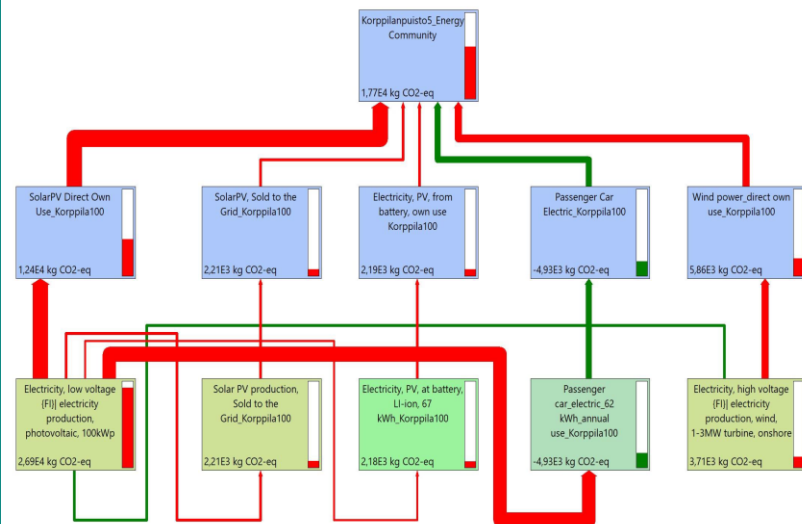 Korppilanpuisto5_Energy
Community
1,77E4 kg CO2-eq
SolarPV Direct Own
Use_Korppila100
1,24E4 kg CO2-eq
SolarPV, Sold to the
Grid_Korppila100
2,21E3 kg CO2-eq
Electricity, PV, from
battery, own use
Korppila100
2,19E3 kg CO2-eq
Passenger Car
Electric_Korppila100
-4,93E3 kg CO2-eq
Wind power_direct own
use_Korppila100
5,86E3 kg CO2-eq
Electricity, low voltage
{FI}| electricity
production,
photovoltaic, 100kWp
2,69E4 kg CO2-eq
Solar PV production,
Sold to the
Grid_Korppila100
2,21E3 kg CO2-eq
Electricity, PV, at battery,
LI-ion, 67
kWh_Korppila100
2,18E3 kg CO2-eq
Passenger
car_electric_62
kWh_annual
use_Korppila100
-4,93E3 kg CO2-eq
Electricity, high voltage
{FI}| electricity
production, wind,
1-3MW turbine, onshore
3,71E3 kg CO2-eq